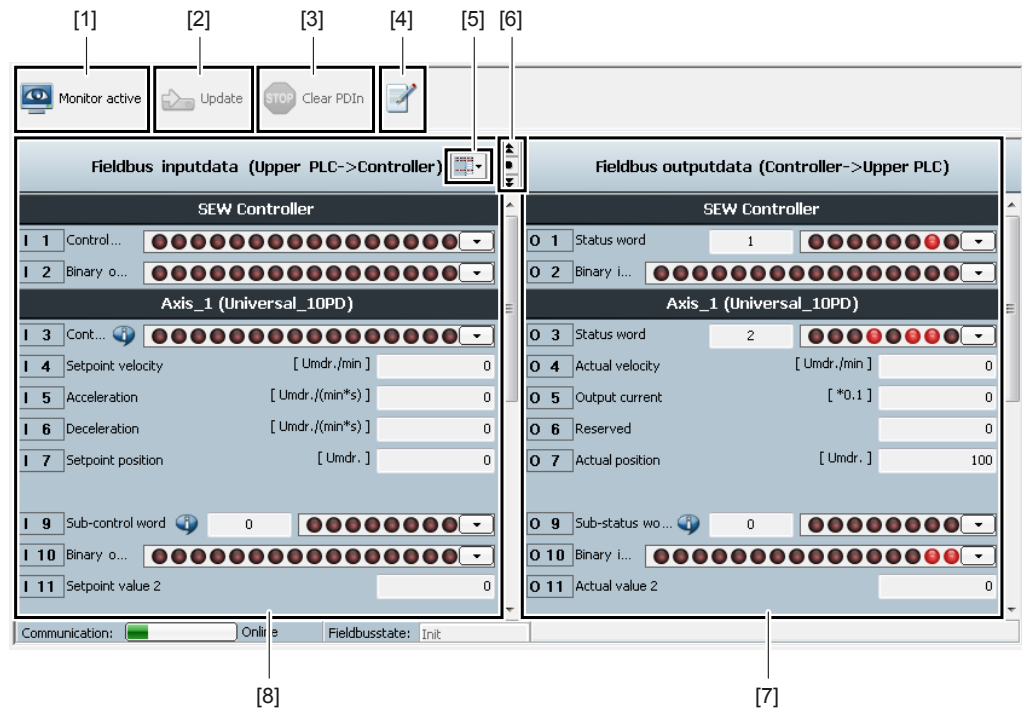 [1] [2] [3] [4] [5] [6]
Monitor active Update STOP Clear PDIn
Fieldbus inputdata (Upper PLC->Controller)
SEW Controller
I 1 Control...
I 2 Binary o...
Axis_1 (Universal_10PD)
I 3 Cont...
I 4 Setpoint velocity [ Umdr./min ] 0
I 5 Acceleration [ Umdr./(min*s) ] 0
I 6 Deceleration [ Umdr./(min*s) ] 0
I 7 Setpoint position [ Umdr. ] 0
I 9 Sub-control word 0
I 10 Binary o...
I 11 Setpoint value 2 0
Fieldbus outputdata (Controller->Upper PLC)
SEW Controller
O 1 Status word 1
O 2 Binary i...
Axis_1 (Universal_10PD)
O 3 Status word 2
O 4 Actual velocity [ Umdr./min ] 0
O 5 Output current [ *0.1 ] 0
O 6 Reserved 0
O 7 Actual position [ Umdr. ] 100
O 9 Sub-status wo... 0
O 10 Binary i...
O 11 Actual value 2 0
Communication: Online Fieldbusstate: Init
[8] [7]